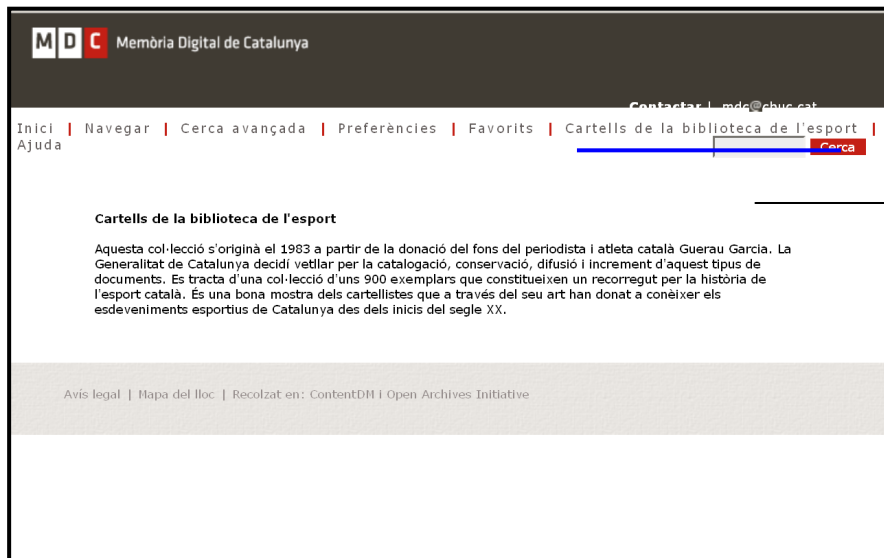 MDC Memòria Digital de Catalunya
Contactar | mdc@cbuc.cat
Inici | Navegar | Cerca avançada | Preferències | Favorits | Cartells de la biblioteca de l'esport |
Ajuda
Cerca
Cartells de la biblioteca de l'esport
Aquesta col·lecció s'originà el 1983 a partir de la donació del fons del periodista i atleta català Guerau Garcia. La
Generalitat de Catalunya decidí vetllar per la catalogació, conservació, difusió i increment d'aquest tipus de
documents. Es tracta d'una col·lecció d'uns 900 exemplars que constitueixen un recorregut per la història de
l'esport català. És una bona mostra dels cartellistes que a través del seu art han donat a conèixer els
esdeveniments esportius de Catalunya des dels inicis del segle XX.
Avís legal | Mapa del lloc | Recolzat en: ContentDM i Open Archives Initiative